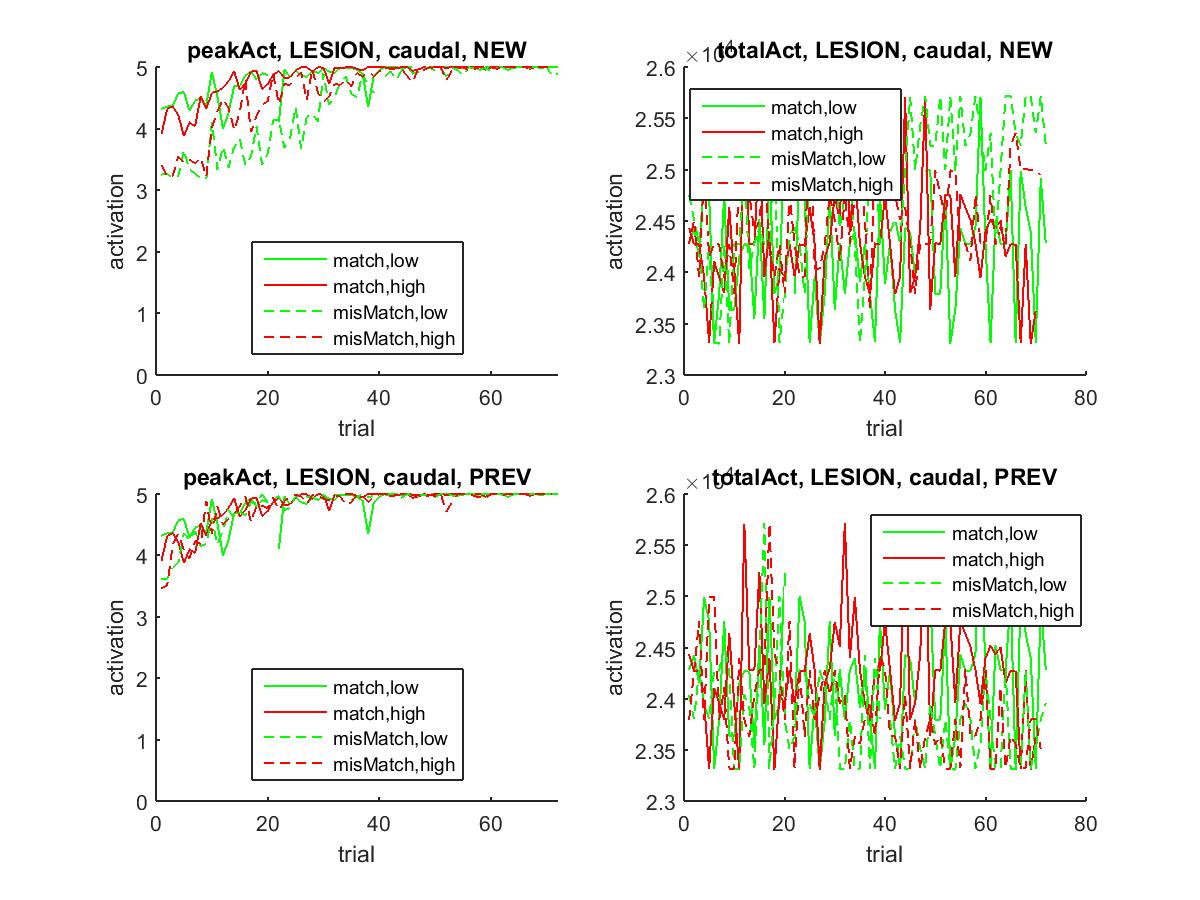 peakAct, LESION, caudal, NEW
5
4
3
2
1
0
activation
match,low
match,high
misMatch,low
misMatch,high
0 20 40 60
trial
×10⁴
totalAct, LESION, caudal, NEW
2.6
2.55
2.5
2.45
2.4
2.35
2.3
activation
match,low
match,high
misMatch,low
misMatch,high
0 20 40 60 80
trial
peakAct, LESION, caudal, PREV
5
4
3
2
1
0
activation
match,low
match,high
misMatch,low
misMatch,high
0 20 40 60
trial
×10⁴
totalAct, LESION, caudal, PREV
2.6
2.55
2.5
2.45
2.4
2.35
2.3
activation
match,low
match,high
misMatch,low
misMatch,high
0 20 40 60 80
trial